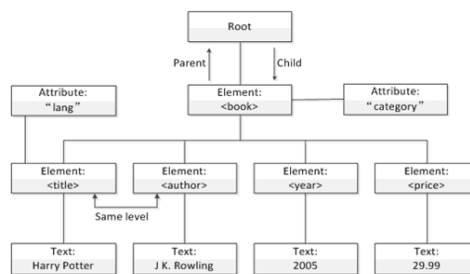 Root
Parent
Child
Attribute:
“lang”
Element:
<book>
Attribute:
“category”
Element:
<title>
Element:
<author>
Element:
<year>
Element:
<price>
Same level
Text:
Harry Potter
Text:
J K. Rowling
Text:
2005
Text:
29.99